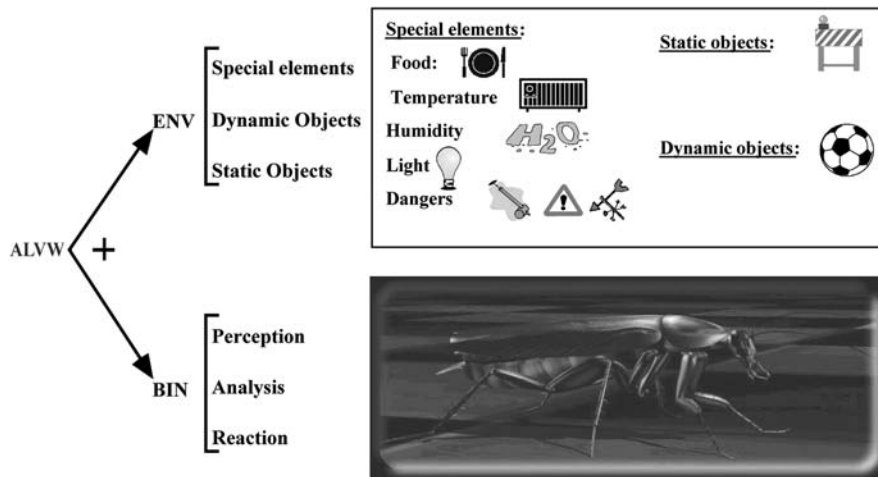 ALVW
+
ENV
Special elements
Dynamic Objects
Static Objects
BIN
Perception
Analysis
Reaction
Special elements:
Food:
Temperature
Humidity
H2O
Light
Dangers
Static objects:
Dynamic objects: